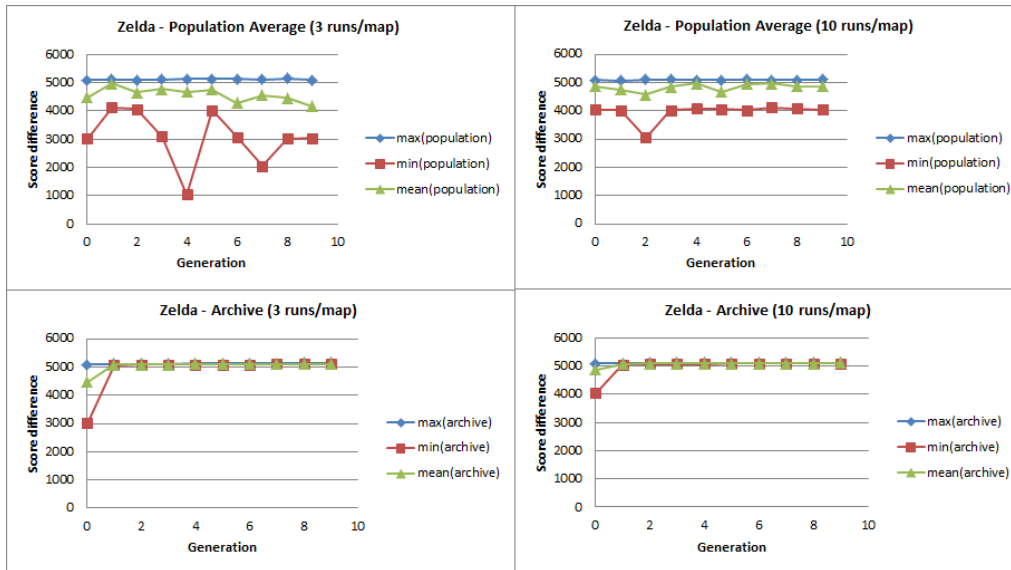 Zelda - Population Average (3 runs/map)
6000
5000
4000
3000
2000
1000
0
Score difference
0 2 4 6 8 10
Generation
max(population)
min(population)
mean(population)
Zelda - Population Average (10 runs/map)
6000
5000
4000
3000
2000
1000
0
Score difference
0 2 4 6 8 10
Generation
max(population)
min(population)
mean(population)
Zelda - Archive (3 runs/map)
6000
5000
4000
3000
2000
1000
0
Score difference
0 2 4 6 8 10
Generation
max(archive)
min(archive)
mean(archive)
Zelda - Archive (10 runs/map)
6000
5000
4000
3000
2000
1000
0
Score difference
0 2 4 6 8 10
Generation
max(archive)
min(archive)
mean(archive)